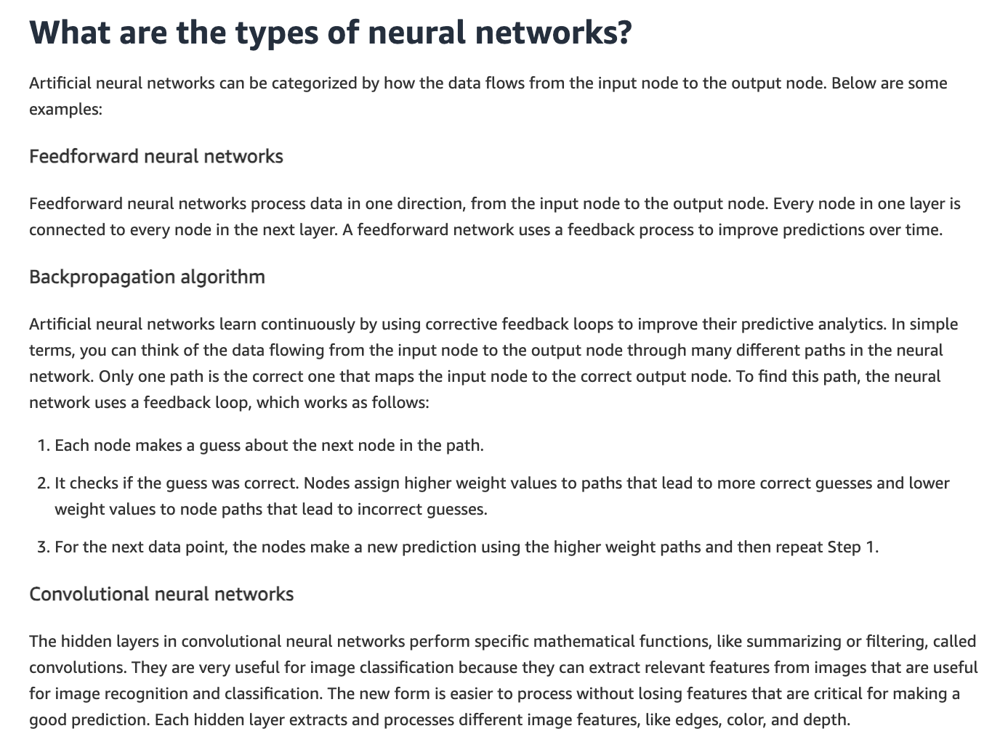 What are the types of neural networks?
Artificial neural networks can be categorized by how the data flows from the input node to the output node. Below are some
examples:
Feedforward neural networks
Feedforward neural networks process data in one direction, from the input node to the output node. Every node in one layer is
connected to every node in the next layer. A feedforward network uses a feedback process to improve predictions over time.
Backpropagation algorithm
Artificial neural networks learn continuously by using corrective feedback loops to improve their predictive analytics. In simple
terms, you can think of the data flowing from the input node to the output node through many different paths in the neural
network. Only one path is the correct one that maps the input node to the correct output node. To find this path, the neural
network uses a feedback loop, which works as follows:
1. Each node makes a guess about the next node in the path.
2. It checks if the guess was correct. Nodes assign higher weight values to paths that lead to more correct guesses and lower
weight values to node paths that lead to incorrect guesses.
3. For the next data point, the nodes make a new prediction using the higher weight paths and then repeat Step 1.
Convolutional neural networks
The hidden layers in convolutional neural networks perform specific mathematical functions, like summarizing or filtering, called
convolutions. They are very useful for image classification because they can extract relevant features from images that are useful
for image recognition and classification. The new form is easier to process without losing features that are critical for making a
good prediction. Each hidden layer extracts and processes different image features, like edges, color, and depth.